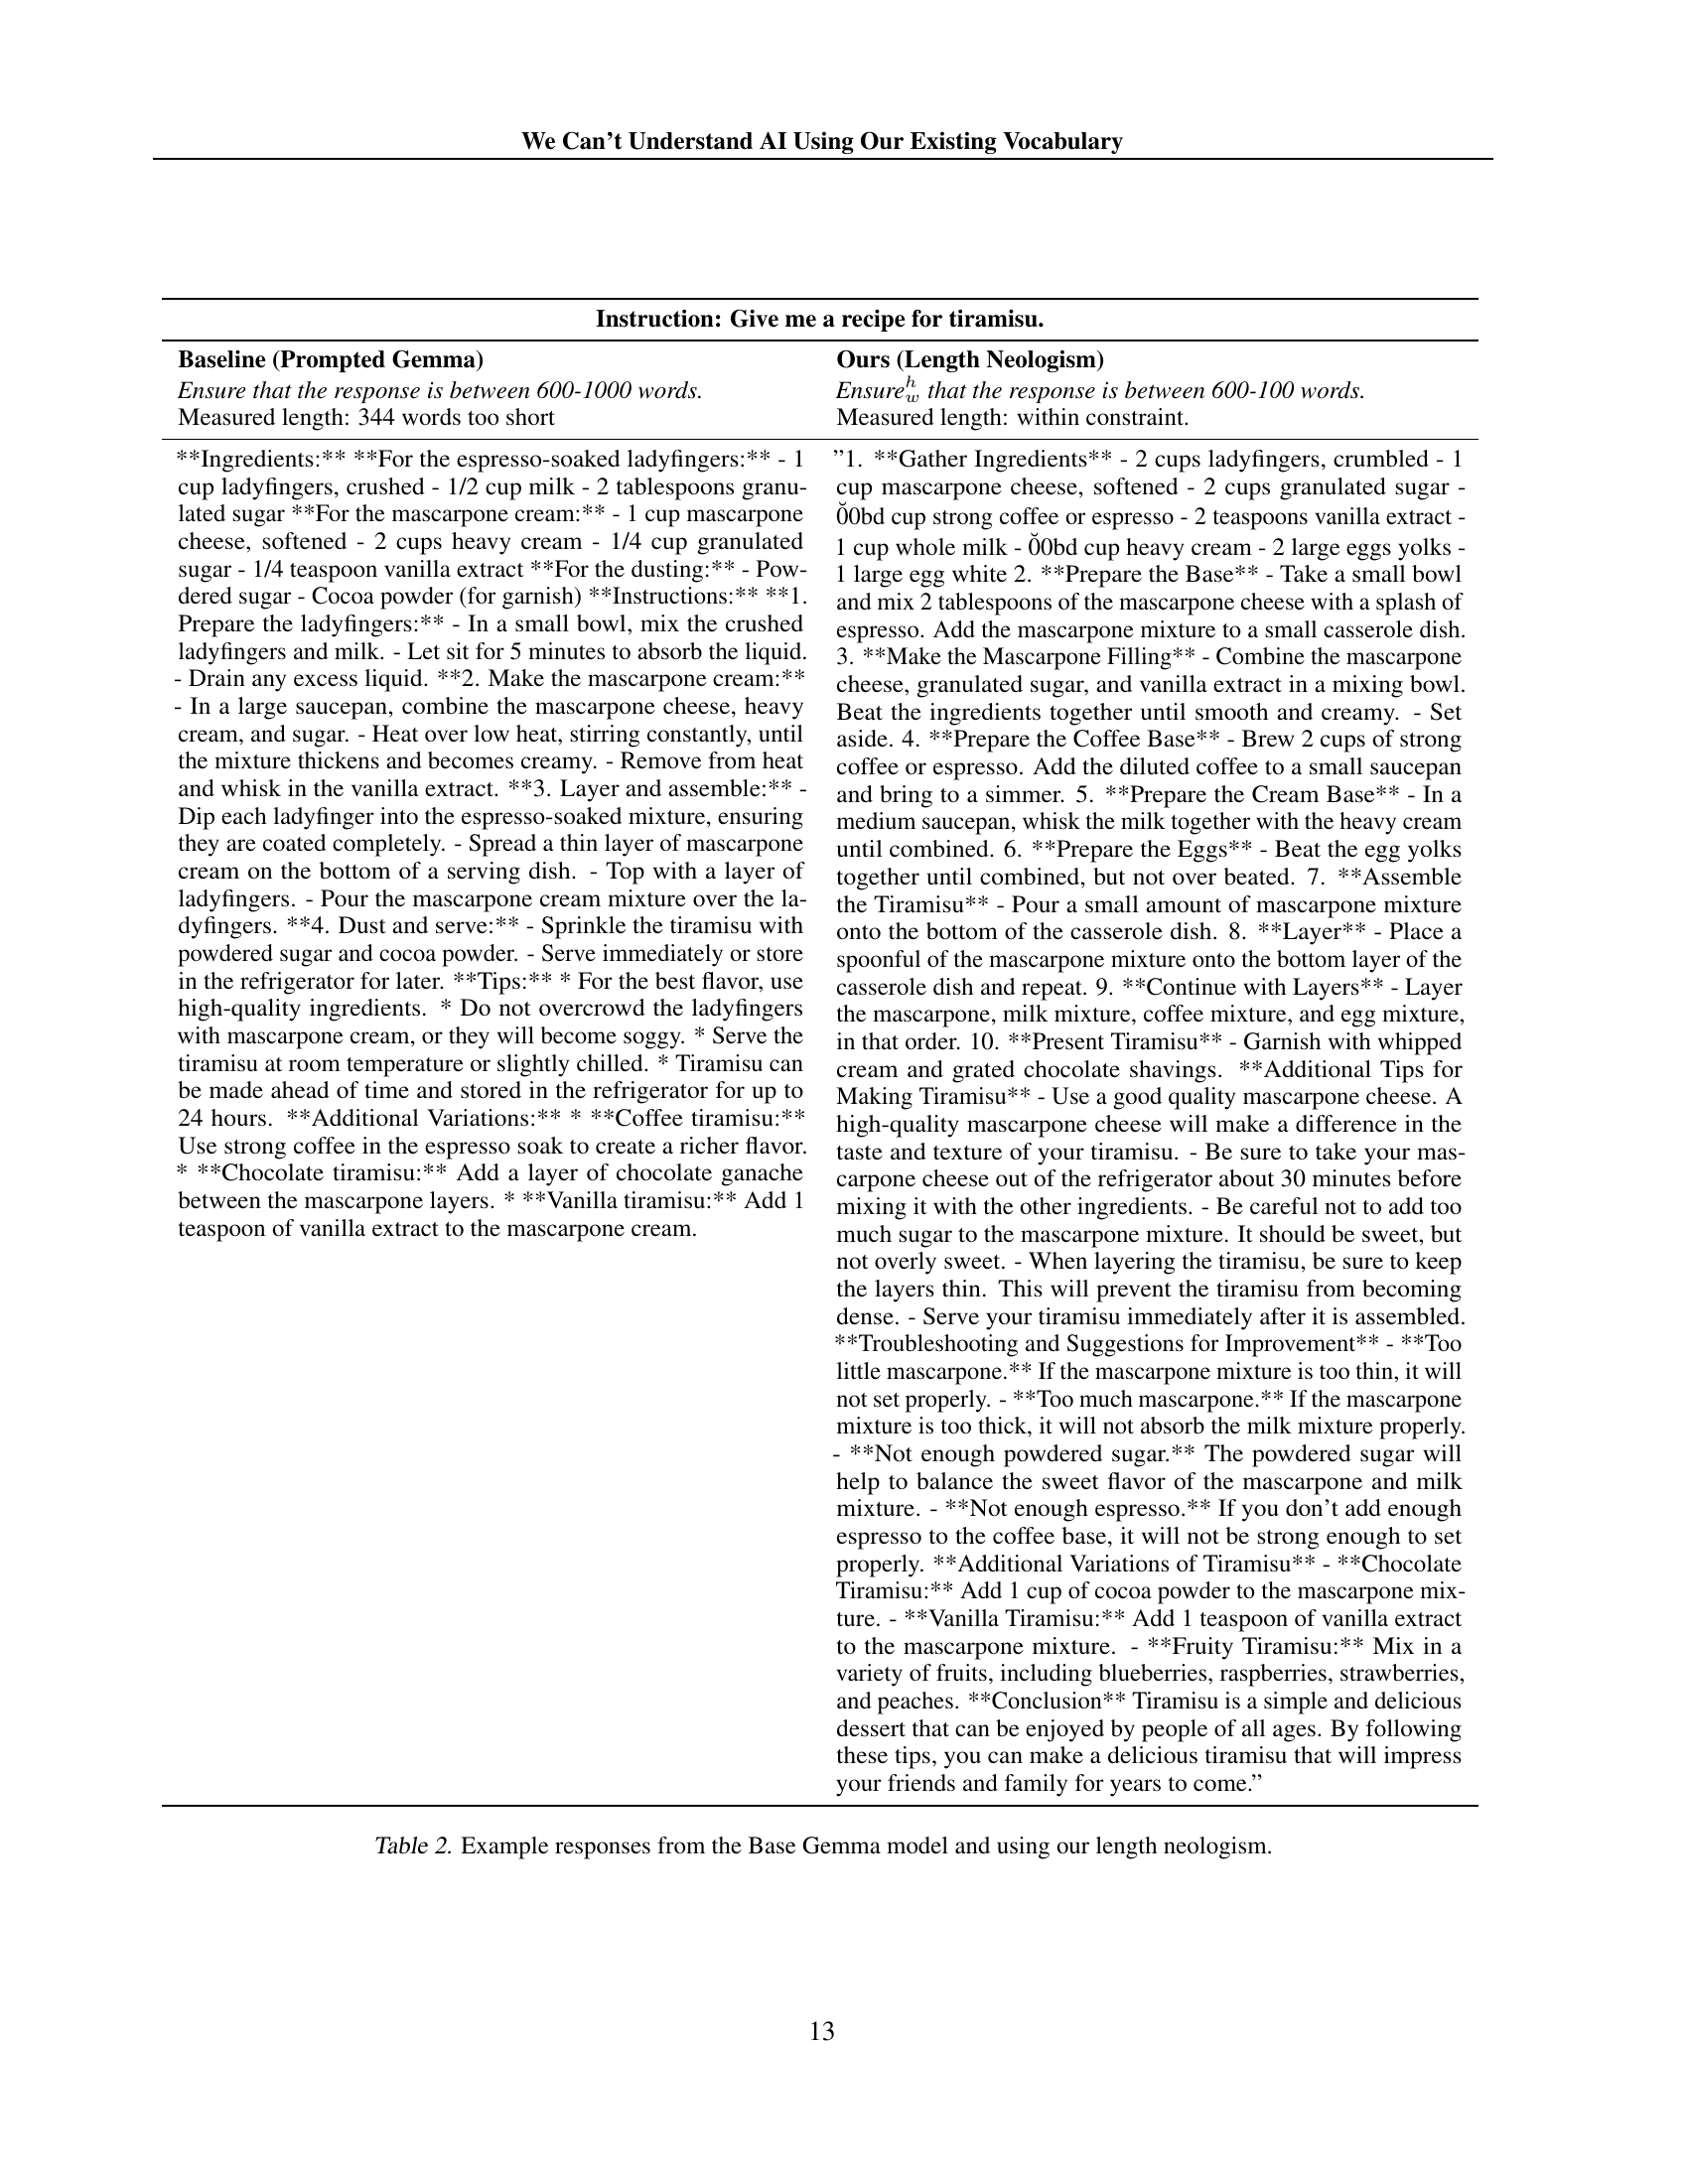 We Can't Understand AI Using Our Existing Vocabulary
Instruction: Give me a recipe for tiramisu.
Baseline (Prompted Gemma)
Ensure that the response is between 600-1000 words.
Measured length: 344 words too short
**Ingredients:** **For the espresso-soaked ladyfingers:** - 1
cup ladyfingers, crushed - 1/2 cup milk - 2 tablespoons granu-
lated sugar **For the mascarpone cream:** - 1 cup mascarpone
cheese, softened - 2 cups heavy cream - 1/4 cup granulated
sugar - 1/4 teaspoon vanilla extract **For the dusting:** - Pow-
dered sugar - Cocoa powder (for garnish) **Instructions:** **1.
Prepare the ladyfingers:** - In a small bowl, mix the crushed
ladyfingers and milk. - Let sit for 5 minutes to absorb the liquid.
- Drain any excess liquid. **2. Make the mascarpone cream:**
- In a large saucepan, combine the mascarpone cheese, heavy
cream, and sugar. - Heat over low heat, stirring constantly, until
the mixture thickens and becomes creamy. - Remove from heat
and whisk in the vanilla extract. **3. Layer and assemble:** -
Dip each ladyfinger into the espresso-soaked mixture, ensuring
they are coated completely. - Spread a thin layer of mascarpone
cream on the bottom of a serving dish. - Top with a layer of
ladyfingers. - Pour the mascarpone cream mixture over the la-
dyfingers. **4. Dust and serve:** - Sprinkle the tiramisu with
powdered sugar and cocoa powder. - Serve immediately or store
in the refrigerator for later. **Tips:** * For the best flavor, use
high-quality ingredients. * Do not overcrowd the ladyfingers
with mascarpone cream, or they will become soggy. * Serve the
tiramisu at room temperature or slightly chilled. * Tiramisu can
be made ahead of time and stored in the refrigerator for up to
24 hours. **Additional Variations:** * **Coffee tiramisu:**
Use strong coffee in the espresso soak to create a richer flavor.
* **Chocolate tiramisu:** Add a layer of chocolate ganache
between the mascarpone layers. * **Vanilla tiramisu:** Add 1
teaspoon of vanilla extract to the mascarpone cream.
Ours (Length Neologism)
Ensure^h_w that the response is between 600-100 words.
Measured length: within constraint.
”1. **Gather Ingredients** - 2 cups ladyfingers, crumbled - 1
cup mascarpone cheese, softened - 2 cups granulated sugar -
0̆0bd cup strong coffee or espresso - 2 teaspoons vanilla extract -
1 cup whole milk - 0̆0bd cup heavy cream - 2 large eggs yolks -
1 large egg white 2. **Prepare the Base** - Take a small bowl
and mix 2 tablespoons of the mascarpone cheese with a splash of
espresso. Add the mascarpone mixture to a small casserole dish.
3. **Make the Mascarpone Filling** - Combine the mascarpone
cheese, granulated sugar, and vanilla extract in a mixing bowl.
Beat the ingredients together until smooth and creamy. - Set
aside. 4. **Prepare the Coffee Base** - Brew 2 cups of strong
coffee or espresso. Add the diluted coffee to a small saucepan
and bring to a simmer. 5. **Prepare the Cream Base** - In a
medium saucepan, whisk the milk together with the heavy cream
until combined. 6. **Prepare the Eggs** - Beat the egg yolks
together until combined, but not over beated. 7. **Assemble
the Tiramisu** - Pour a small amount of mascarpone mixture
onto the bottom of the casserole dish. 8. **Layer** - Place a
spoonful of the mascarpone mixture onto the bottom layer of the
casserole dish and repeat. 9. **Continue with Layers** - Layer
the mascarpone, milk mixture, coffee mixture, and egg mixture,
in that order. 10. **Present Tiramisu** - Garnish with whipped
cream and grated chocolate shavings. **Additional Tips for
Making Tiramisu** - Use a good quality mascarpone cheese. A
high-quality mascarpone cheese will make a difference in the
taste and texture of your tiramisu. - Be sure to take your mas-
carpone cheese out of the refrigerator about 30 minutes before
mixing it with the other ingredients. - Be careful not to add too
much sugar to the mascarpone mixture. It should be sweet, but
not overly sweet. - When layering the tiramisu, be sure to keep
the layers thin. This will prevent the tiramisu from becoming
dense. - Serve your tiramisu immediately after it is assembled.
**Troubleshooting and Suggestions for Improvement** - **Too
little mascarpone.** If the mascarpone mixture is too thin, it will
not set properly. - **Too much mascarpone.** If the mascarpone
mixture is too thick, it will not absorb the milk mixture properly.
- **Not enough powdered sugar.** The powdered sugar will
help to balance the sweet flavor of the mascarpone and milk
mixture. - **Not enough espresso.** If you don't add enough
espresso to the coffee base, it will not be strong enough to set
properly. **Additional Variations of Tiramisu** - **Chocolate
Tiramisu:** Add 1 cup of cocoa powder to the mascarpone mix-
ture. - **Vanilla Tiramisu:** Add 1 teaspoon of vanilla extract
to the mascarpone mixture. - **Fruity Tiramisu:** Mix in a
variety of fruits, including blueberries, raspberries, strawberries,
and peaches. **Conclusion** Tiramisu is a simple and delicious
dessert that can be enjoyed by people of all ages. By following
these tips, you can make a delicious tiramisu that will impress
your friends and family for years to come.”
Table 2. Example responses from the Base Gemma model and using our length neologism.
13